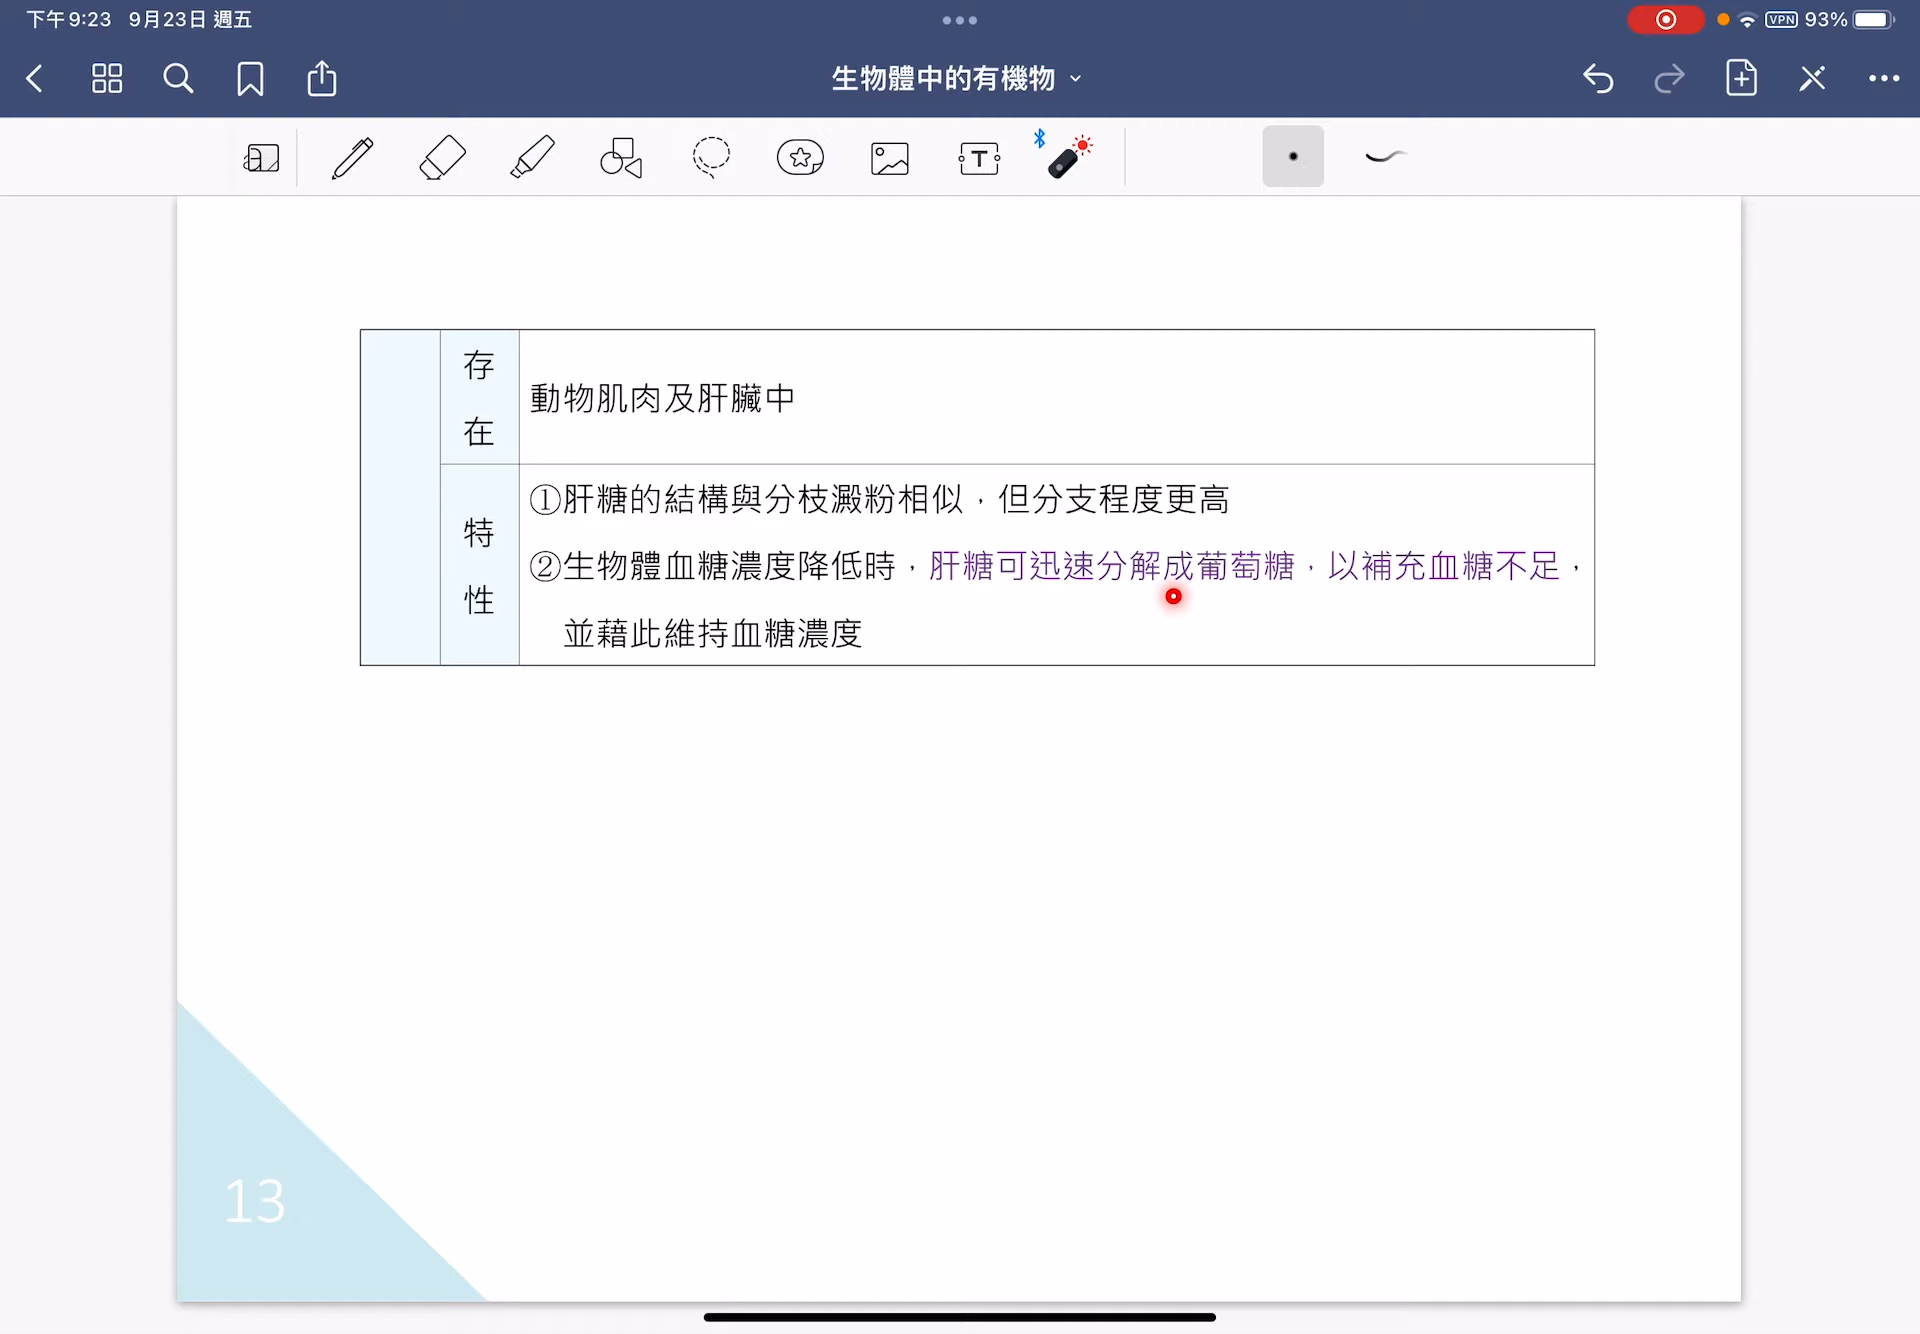 下午9:23 9月23日 週五
VPN 93%
生物體中的有機物
存在
動物肌肉及肝臟中
特性
①肝糖的結構與分枝澱粉相似，但分支程度更高
②生物體血糖濃度降低時，肝糖可迅速分解成葡萄糖，以補充血糖不足，
並藉此維持血糖濃度
13